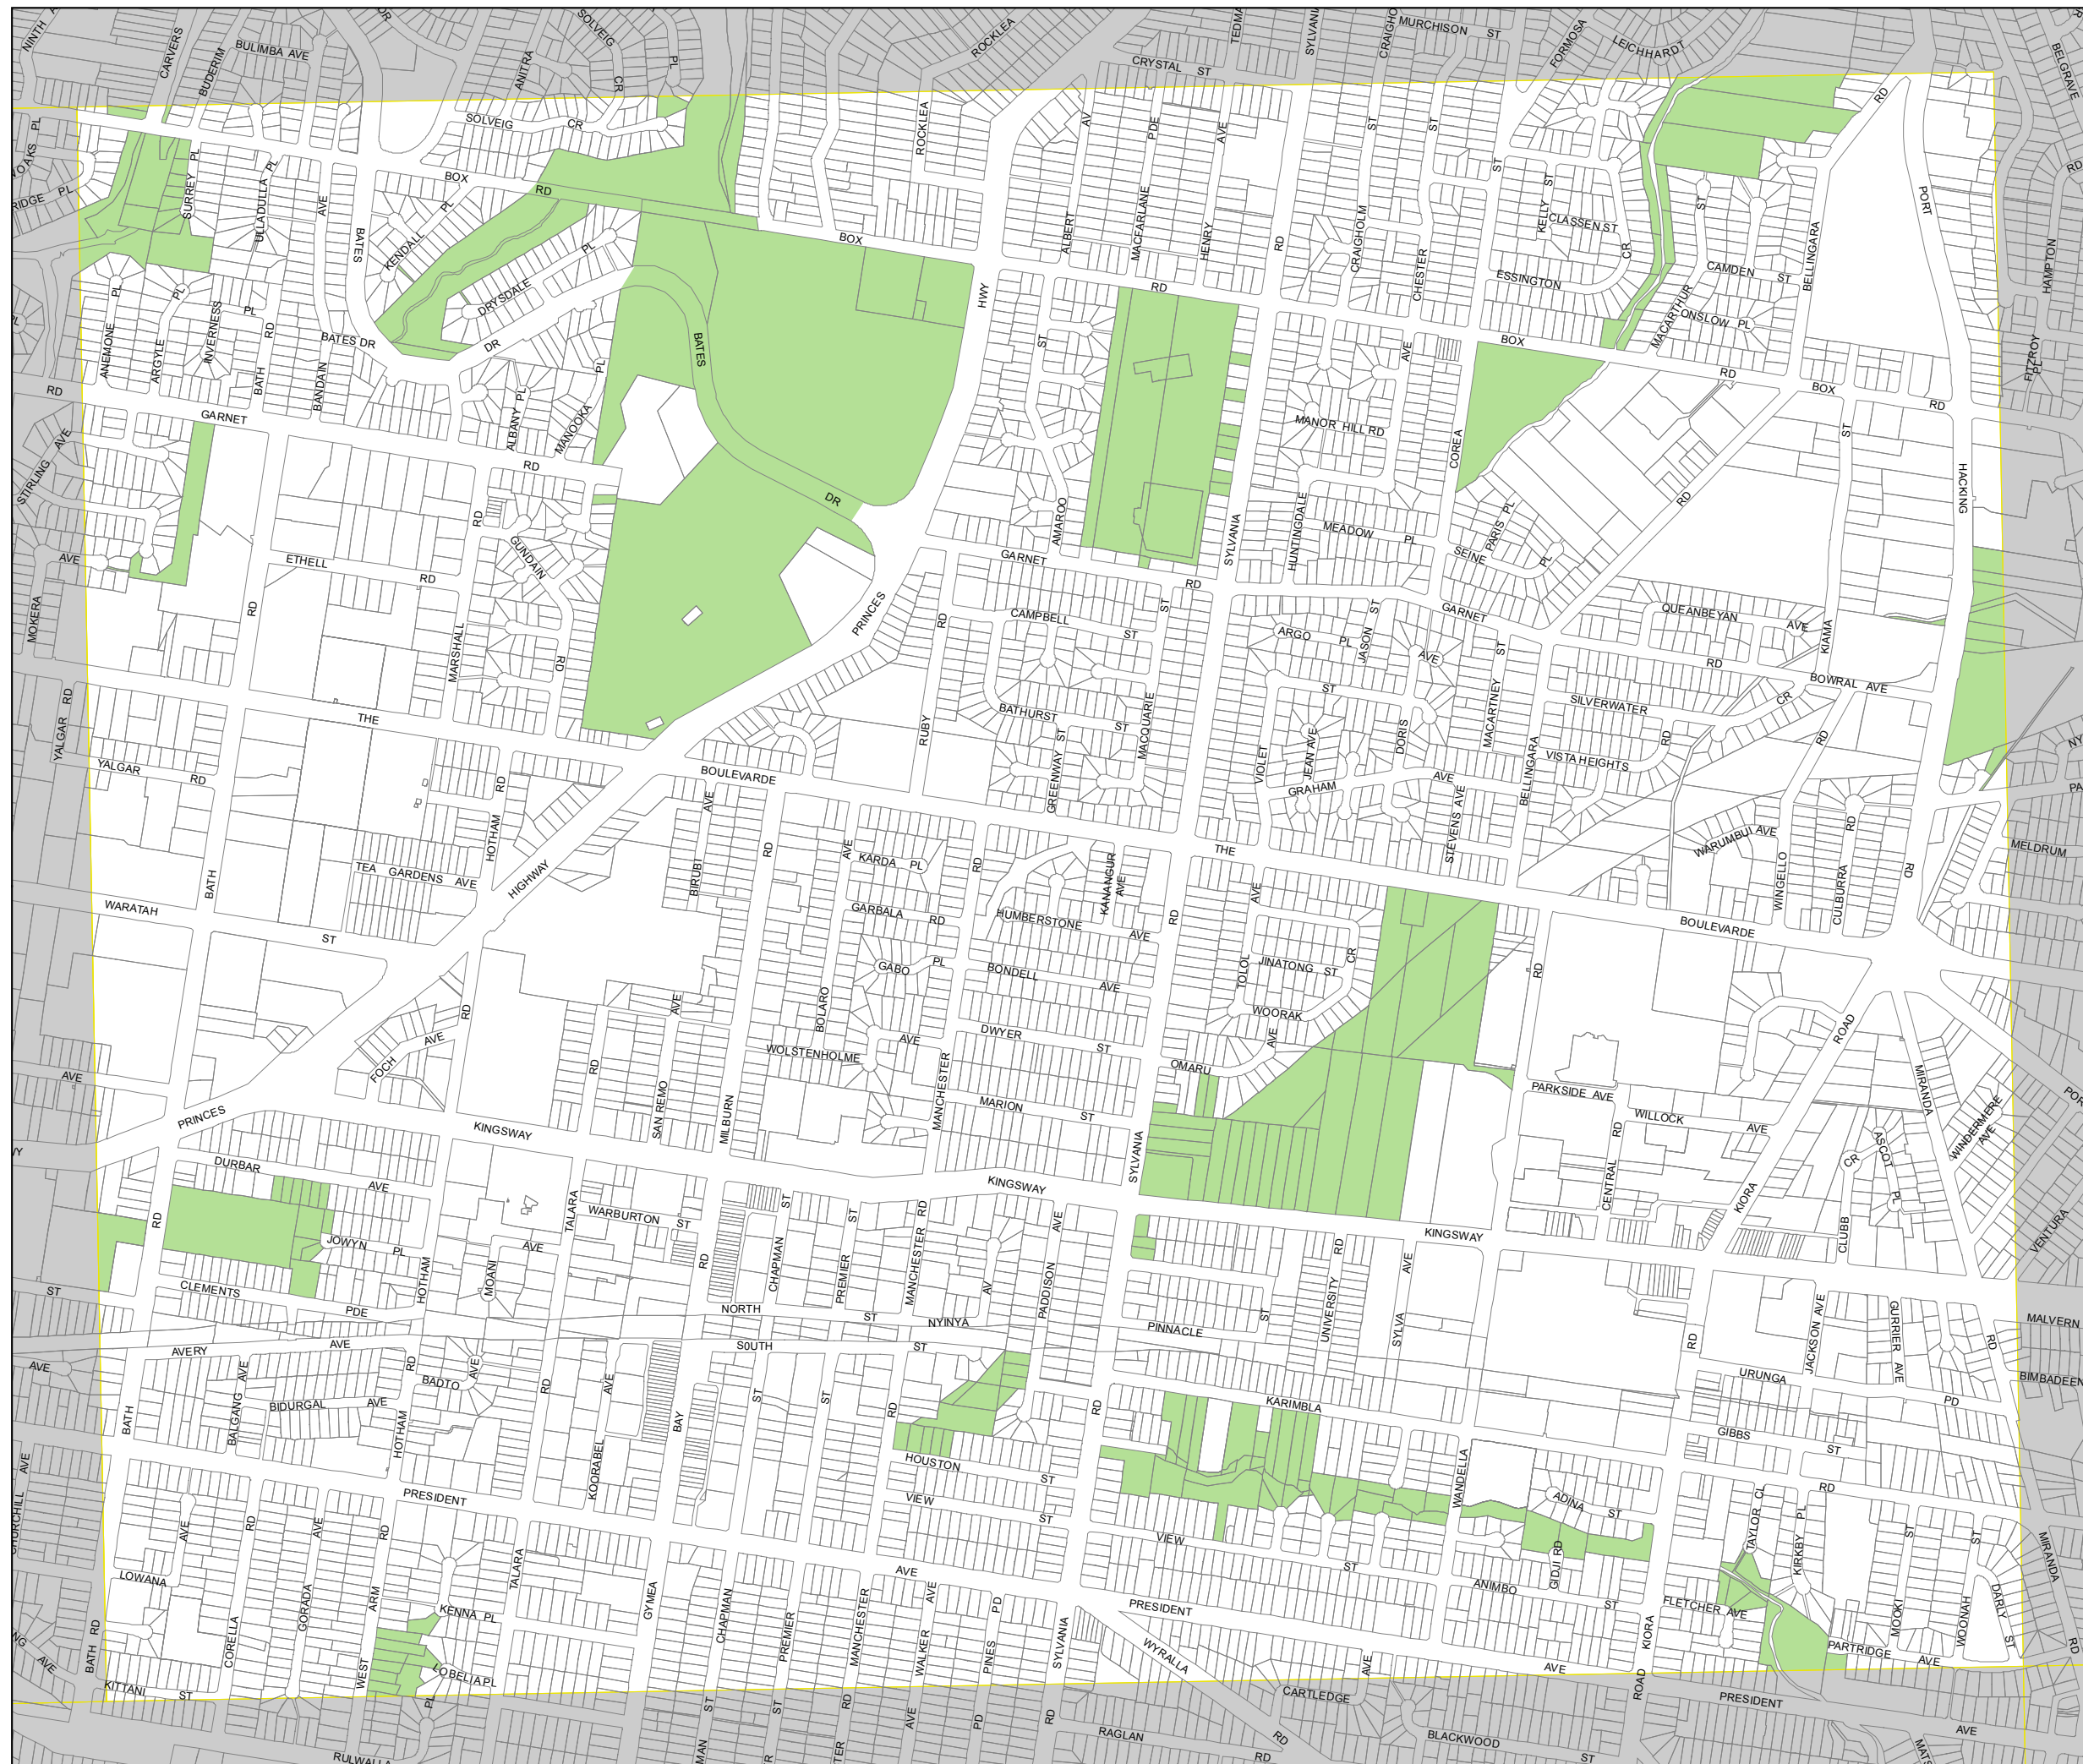 NINTH
CARVERS
BUDERIM
BULIMBA AVE
DR
ANITRA
SOLVEIG
CR
PL
ROCKLEA
CRYSTAL ST
TEDMA
SYLVANI
CRAIGHO
MURCHISON ST
FORMOSA
LEICHHARDT
BELGRAVE
RD
OAKS PL
RIDGE PL
SURREY PL
ULLADULLA PL
AVE
BATES
SOLVEIG CR
BOX RD
KENDALL PL
DRYSDALE PL
ROCKLEA
BOX
HWY
ALBERT AV
MACFARLANE PDE
HENRY AVE
RD
CRAIGHOLM ST
CHESTER ST
ST
KELLY ST
CLASSEN ST
CR
ESSINGTON
ST
CAMDEN ST
MACARTHUR
ONSLOW PL
BELLINGARA
RD
PORT
HAMPTON
FITZROY PL
ANEMONE PL
ARGYLE PL
INVERNESS PL
BATH RD
BANDAIN
BATES DR
DR
BATES
DR
ALBANY PL
MANOOKA PL
RD
GARNET
RD
STIRLING AVE
AVE
MOKERA
ETHELL RD
RD
MARSHALL
RD
GUNDAIN
RD
PRINCES
ST
AMAROO
GARNET
RD
RD
SYLVANIA
MANOR HILL RD
HUNTINGDALE
AVE
COREA
MEADOW PL
SEINE PL
PARIS PL
BOX
RD
BOX
RD
RD
ST
KIAMA
HACKING
CAMPBELL ST
ST
RUBY
RD
BATHURST ST
GREENWAY ST
MACQUARIE
ARGO PL
JASON ST
AVE
GARNET
RD
QUEANBEYAN
AVE
BOWRAL AVE
SILVERWATER
CR
RD
VISTA HEIGHTS
ST
VIOLET
JEAN AVE
DORIS
MACARTNEY ST
BELLINGARA
GRAHAM
AVE
STEVENS AVE
YALGAR RD
YALGAR RD
THE
BOULEVARDE
THE
BOULEVARDE
HOTHAM RD
TEA GARDENS AVE
HIGHWAY
BIRUBI AVE
RD
AVE
KARDA PL
RD
GARBALA RD
GABO PL
BOLARO
HUMBERSTONE
AVE
KANANGUR
AVE
BONDELL
AVE
RD
AVE
TOLOL
JINATONG ST
CR
WOORAK
AVE
OMARU
RD
WARUMBUI AVE
WINGELLO
RD
CULBURRA RD
RD
MELDRUM
WARATAH
ST
BATH
FOCH AVE
RD
AVE
PRINCES
KINGSWAY
RD
SAN REMO
AVE
MILBURN
WOLSTENHOLME
AVE
MANCHESTER
DWYER
ST
MARION
ST
KINGSWAY
SYLVANIA
PARKSIDE AVE
WILLOCK
AVE
CENTRAL
RD
KIORA
ROAD
MIRANDA
WINDERMERE
AVE
ASCOT
PL
CR
CLUBB
VENTURA
DURBAR
AVE
RD
JOWYN
PL
CLEMENTS
PDE
HOTHAM
MOANI
AVE
TALARA
WARBURTON
ST
RD
CHAPMAN
ST
PREMIER
ST
MANCHESTER RD
AV
PADDISON
AVE
NORTH
ST
NYINYA
SOUTH
ST
PINNACLE
ST
UNIVERSITY
RD
SYLVA
AVE
KINGSWAY
RD
JACKSON AVE
GURRIER AVE
RD
MALVERN
BIMBADEEN
ST
AVE
AVERY
AVE
BALGANG AVE
BIDURGAL
AVE
BADTO
AVE
RD
HOTHAM
RD
KOORABEL
AVE
BAY
ST
ST
RD
HOUSTON
ST
RD
KARIMBLA
URUNGA
PD
GIBBS
ST
BATH
CHURCHILL AVE
PRESIDENT
VIEW
ST
VIEW
ST
WANDELLA
ADINA
ST
GIDJI RD
ANIMBO
ST
TAYLOR CL
KIRKBY PL
RD
FLETCHER AVE
MOOKI ST
WOONAH ST
DARLY ST
MIRANDA
RD
LOWANA
AVE
RD
CORELLA
AVE
GORADA
RD
WEST
ARM
KENNA PL
LOBELIA PL
PL
TALARA
GYMEA
CHAPMAN
PREMIER
MANCHESTER
AVE
WALKER AVE
PINES PD
SYLVANIA
PRESIDENT
WYRALLA
RD
AVE
AVE
KIORA
ROAD
PARTRIDGE
AVE
BATH RD
AVE
KITTANI
ST
ST
ST
RD
AVE
PD
RD
CARTLEDGE
RAGLAN
RD
BLACKWOOD
ST
PRESIDENT
AVE
RULWALLA